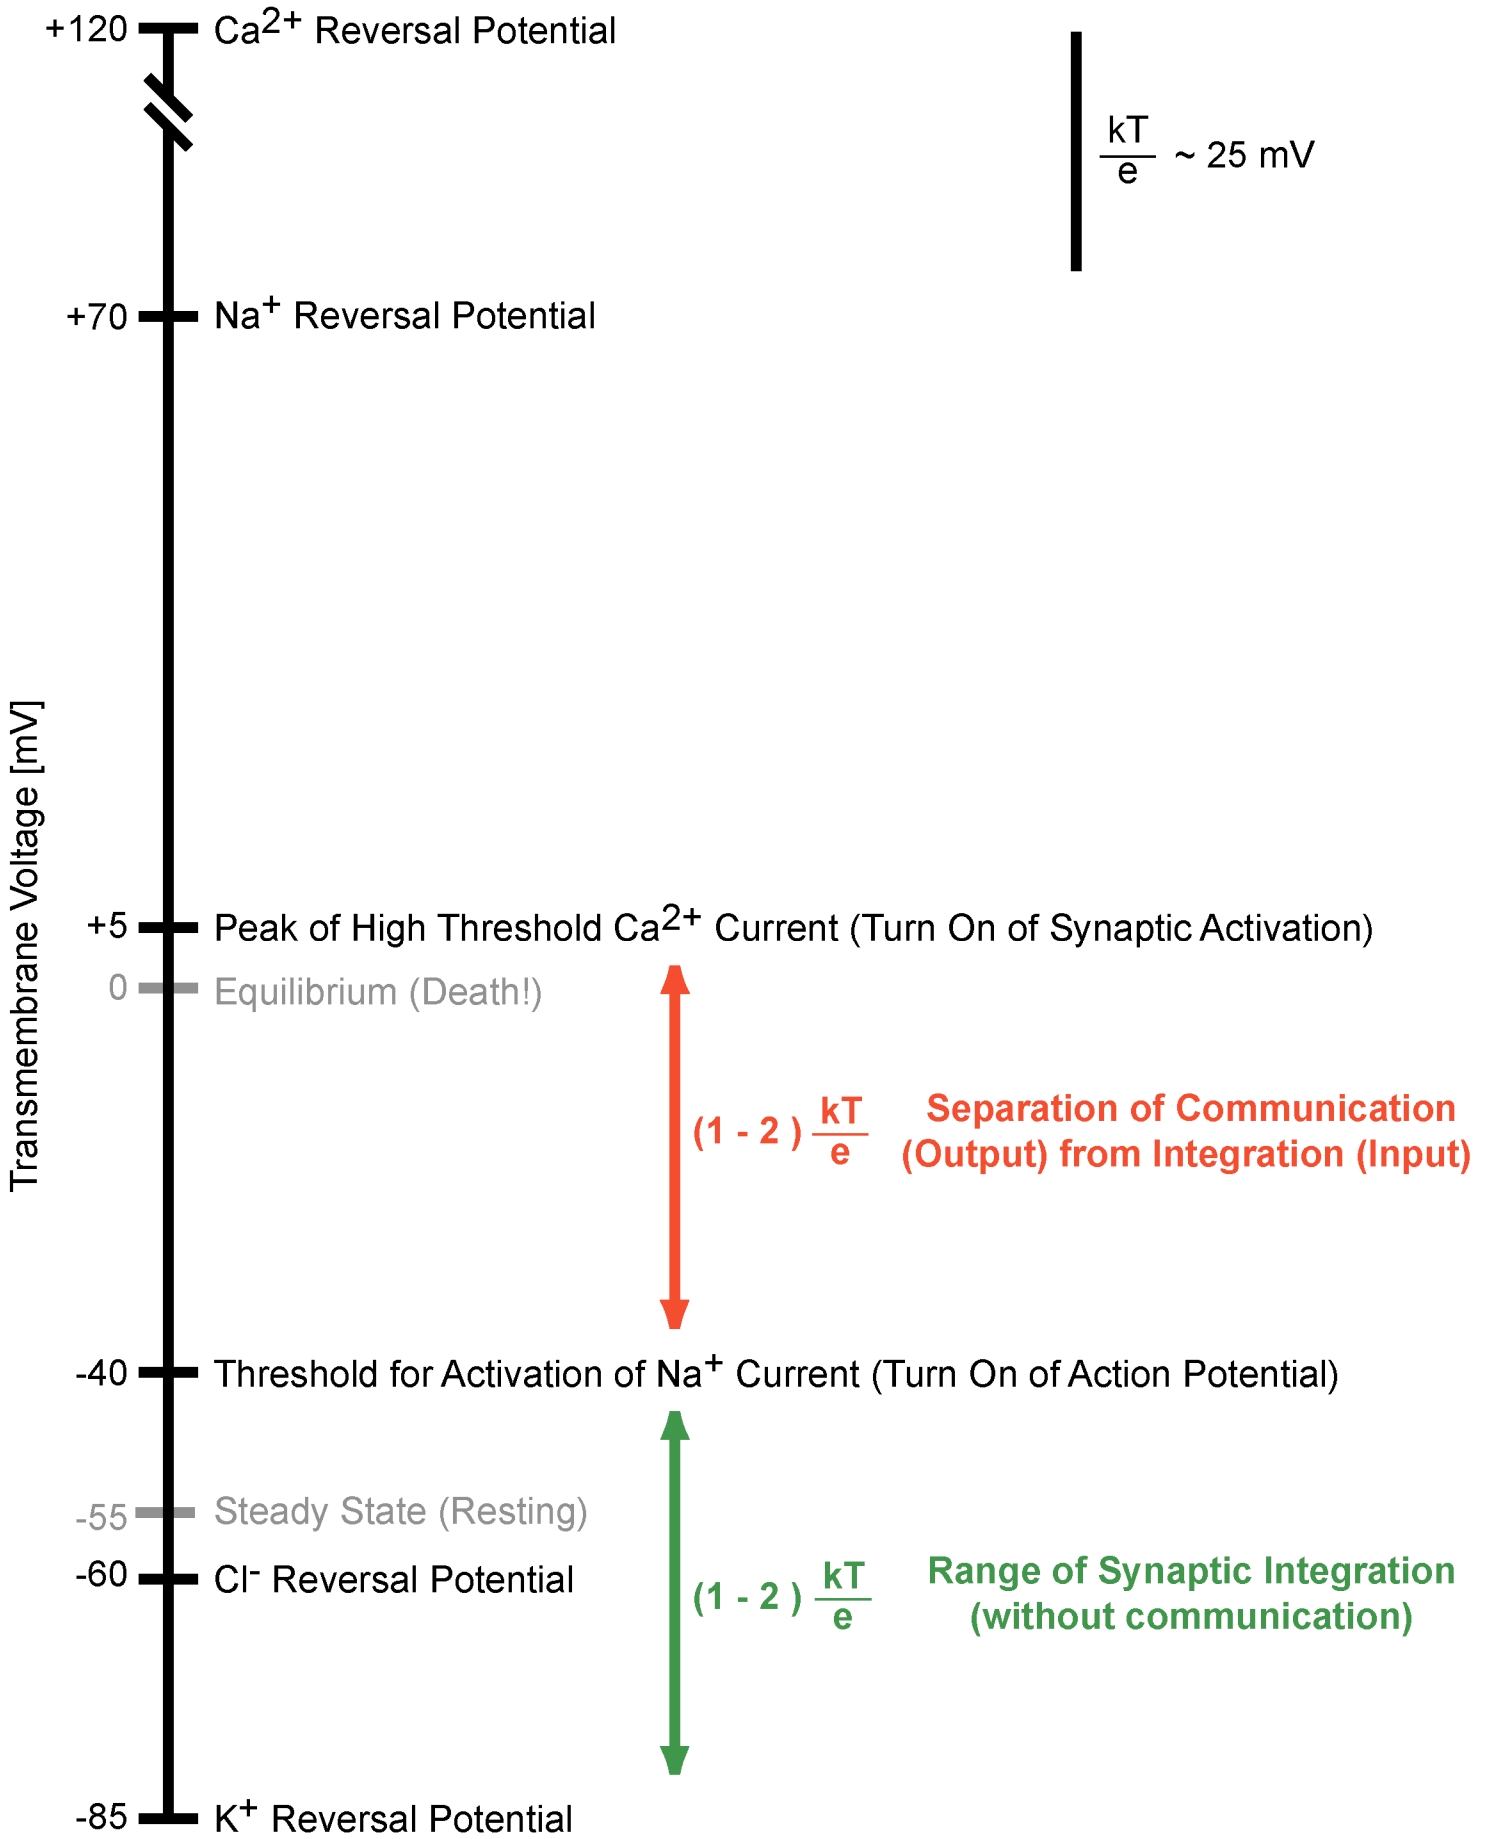 +120 Ca2+ Reversal Potential
kT
e
~ 25 mV
+70 Na+ Reversal Potential
Transmembrane Voltage [mV]
+5 Peak of High Threshold Ca2+ Current (Turn On of Synaptic Activation)
0 Equilibrium (Death!)
(1 - 2 ) kT
e
Separation of Communication
(Output) from Integration (Input)
-40 Threshold for Activation of Na+ Current (Turn On of Action Potential)
-55 Steady State (Resting)
-60 Cl- Reversal Potential
(1 - 2 ) kT
e
Range of Synaptic Integration
(without communication)
-85 K+ Reversal Potential